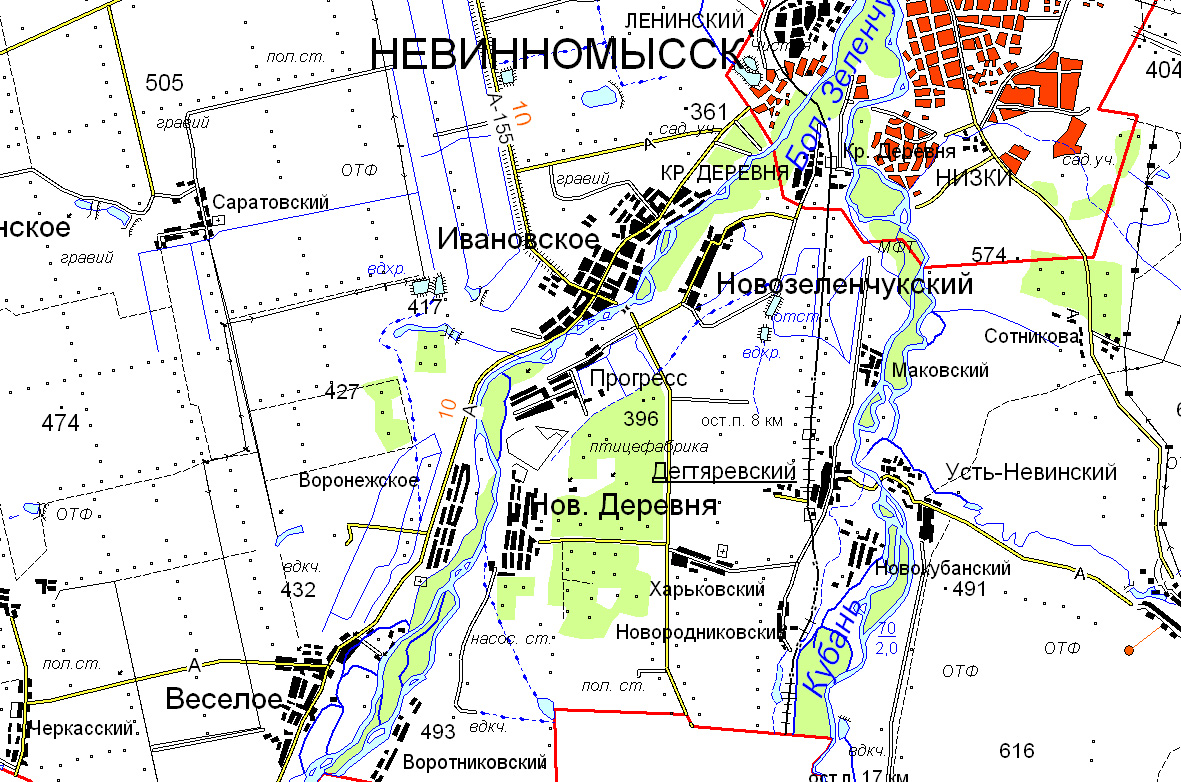 ЛЕНИНСКИЙ
НЕВИННОМЫССК
пол. ст.
505
404
гравий
А-155
10
361
сад. уч.
А
Бол. Зеленчу
Кр. Деревня
ОТФ
КР. ДЕРЕВНЯ
НИЗКИ
сад уч.
гравий
Саратовский
нское
гравий
Ивановское
574
вдхр.
417
Новозеленчукский
отст.
А
Сотникова
вдхр.
Маковский
427
10
А
Прогресс
474
396
ост.п. 8 км
птицефабрика
Дегтяревский
Усть-Невинский
Воронежское
ОТФ
Нов. Деревня
вдкч.
432
Новокубанский
А
491
Харьковский
Новородниковский
Кубань
70
2,0
насос. ст.
ОТФ
ОТФ
пол. ст.
А
пол. ст.
Веселое
Черкасский
493
вдкч.
вдкч.
616
Воротниковский
ост.п. 17 км